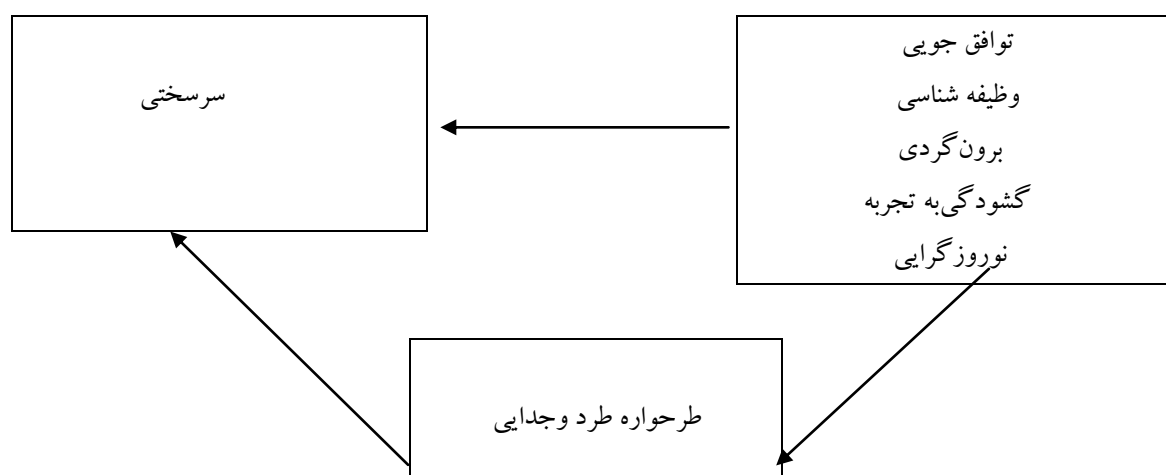 توافق جویی
وظیفه شناسی
برون‌گردی
گشودگی‌به تجربه
نوروزگرایی
سرسختی
طرحواره طرد وجدایی